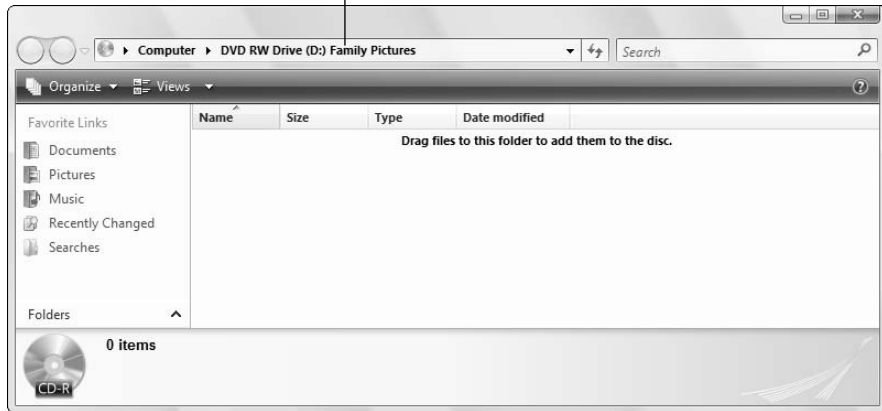 Computer DVD RW Drive (D:) Family Pictures Search
Organize Views ?
Favorite Links
Documents
Pictures
Music
Recently Changed
Searches
Folders
Name Size Type Date modified
Drag files to this folder to add them to the disc.
0 items
CD-R